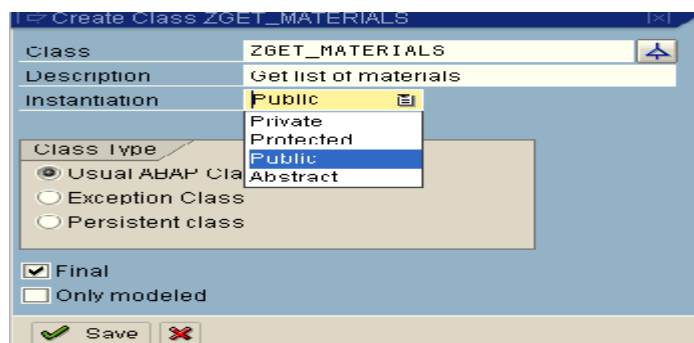 Create Class ZGET_MATERIALS
Class ZGET_MATERIALS
Description Get list of materials
Instantiation Public
Private
Protected
Public
Abstract
Class Type
Usual ABAP Cla
Exception Class
Persistent class
Final
Only modeled
Save